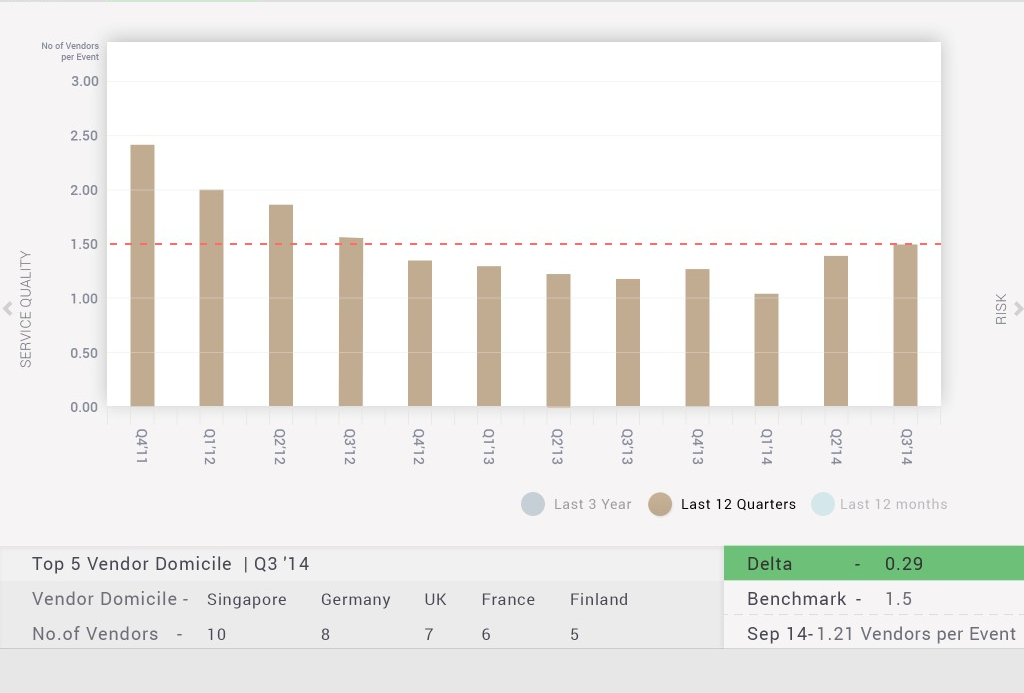 No of Vendors
per Event
3.00
2.50
2.00
1.50
1.00
0.50
0.00
SERVICE QUALITY
RISK
Q4'11
Q1'12
Q2'12
Q3'12
Q4'12
Q1'13
Q2'13
Q3'13
Q4'13
Q1'14
Q2'14
Q3'14
Last 3 Year
Last 12 Quarters
Last 12 months
Top 5 Vendor Domicile | Q3 '14
Vendor Domicile - Singapore Germany UK France Finland
No.of Vendors - 10 8 7 6 5
Delta - 0.29
Benchmark - 1.5
Sep 14- 1.21 Vendors per Event